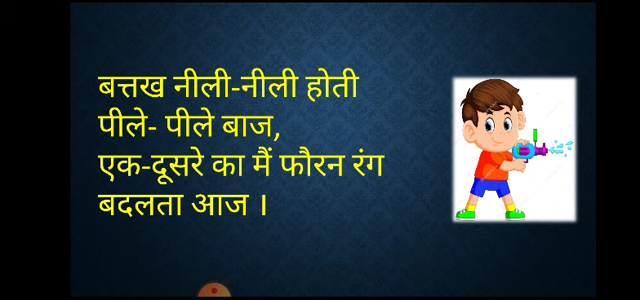 बत्तख नीली-नीली होती
पीले- पीले बाज,
एक-दूसरे का मैं फौरन रंग
बदलता आज ।